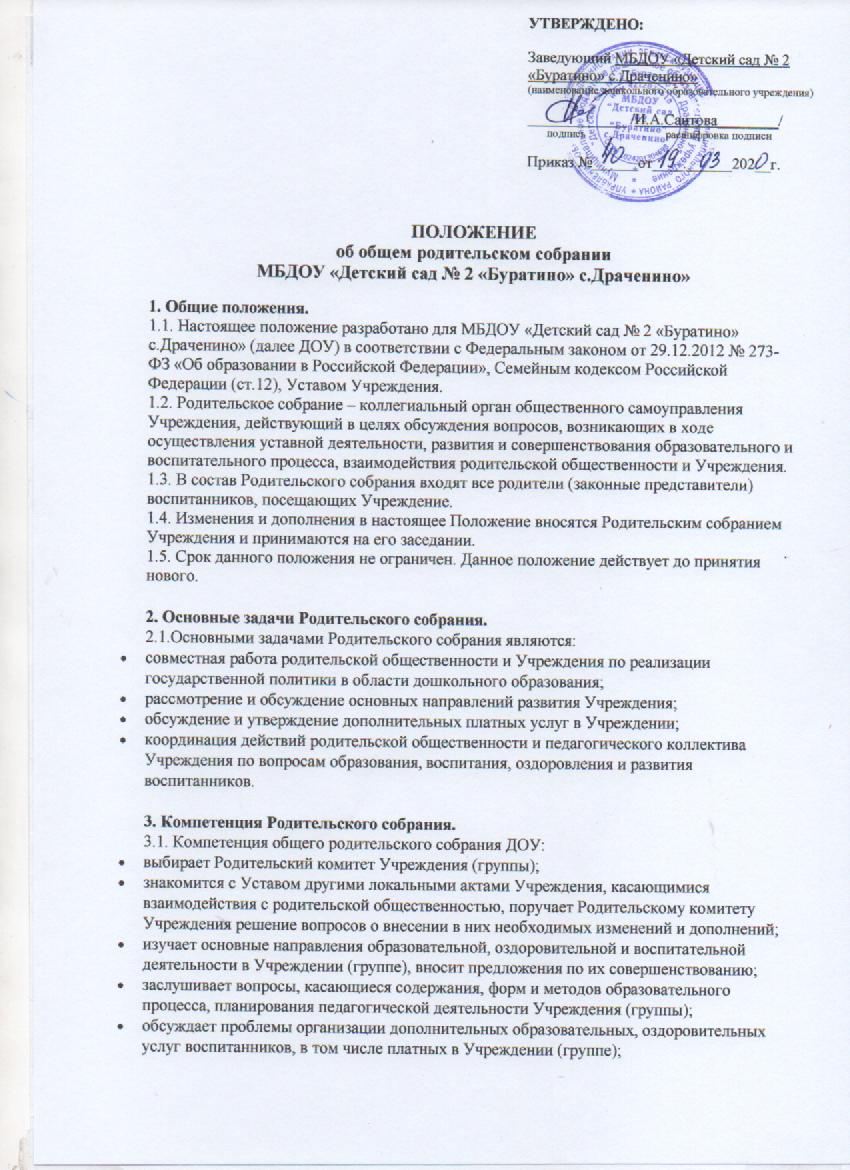 УТВЕРЖДЕНО:
Заведующий МБДОУ «Детский сад № 2
«Буратино» с.Драченино»
(наименование дошкольного образовательного учреждения)
/И.А.Саитова /
подпись расшифровка подписи
Приказ № 40 от 19 03 2020 г.
МБДОУ
"Детский сад
"Буратино"
с.Драченино"
ПОЛОЖЕНИЕ
об общем родительском собрании
МБДОУ «Детский сад № 2 «Буратино» с.Драченино»
1. Общие положения.
1.1. Настоящее положение разработано для МБДОУ «Детский сад № 2 «Буратино»
с.Драченино» (далее ДОУ) в соответствии с Федеральным законом от 29.12.2012 № 273-
ФЗ «Об образовании в Российской Федерации», Семейным кодексом Российской
Федерации (ст.12), Уставом Учреждения.
1.2. Родительское собрание – коллегиальный орган общественного самоуправления
Учреждения, действующий в целях обсуждения вопросов, возникающих в ходе
осуществления уставной деятельности, развития и совершенствования образовательного и
воспитательного процесса, взаимодействия родительской общественности и Учреждения.
1.3. В состав Родительского собрания входят все родители (законные представители)
воспитанников, посещающих Учреждение.
1.4. Изменения и дополнения в настоящее Положение вносятся Родительским собранием
Учреждения и принимаются на его заседании.
1.5. Срок данного положения не ограничен. Данное положение действует до принятия
нового.
2. Основные задачи Родительского собрания.
2.1.Основными задачами Родительского собрания являются:
• совместная работа родительской общественности и Учреждения по реализации
государственной политики в области дошкольного образования;
• рассмотрение и обсуждение основных направлений развития Учреждения;
• обсуждение и утверждение дополнительных платных услуг в Учреждении;
• координация действий родительской общественности и педагогического коллектива
Учреждения по вопросам образования, воспитания, оздоровления и развития
воспитанников.
3. Компетенция Родительского собрания.
3.1. Компетенция общего родительского собрания ДОУ:
• выбирает Родительский комитет Учреждения (группы);
• знакомится с Уставом другими локальными актами Учреждения, касающимися
взаимодействия с родительской общественностью, поручает Родительскому комитету
Учреждения решение вопросов о внесении в них необходимых изменений и дополнений;
• изучает основные направления образовательной, оздоровительной и воспитательной
деятельности в Учреждении (группе), вносит предложения по их совершенствованию;
• заслушивает вопросы, касающиеся содержания, форм и методов образовательного
процесса, планирования педагогической деятельности Учреждения (группы);
• обсуждает проблемы организации дополнительных образовательных, оздоровительных
услуг воспитанников, в том числе платных в Учреждении (группе);